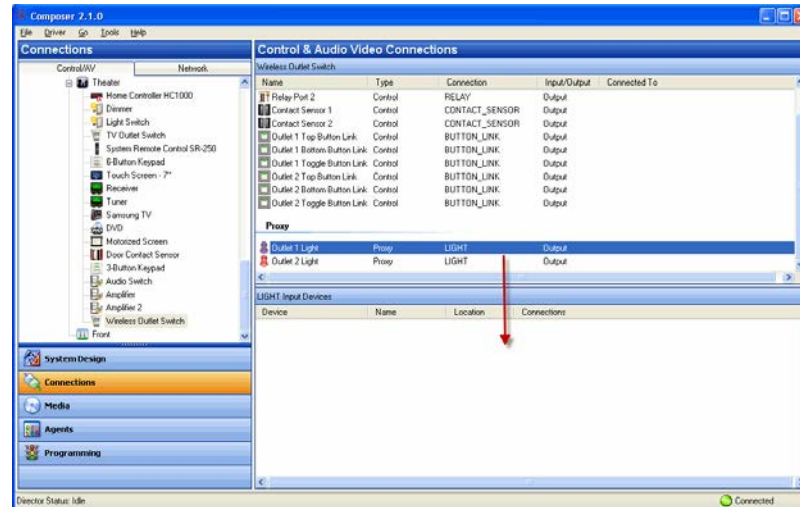 Composer 2.1.0
File Driver Go Tools Help
Connections
Control/AV Network
Theater
Home Controller HC1000
Dimmer
Light Switch
TV Outlet Switch
System Remote Control SR-250
6-Button Keypad
Touch Screen - 7"
Receiver
Tuner
Samsung TV
DVD
Motorized Screen
Door Contact Sensor
3-Button Keypad
Audio Switch
Amplifier
Amplifier 2
Wireless Outlet Switch
Front
System Design
Connections
Media
Agents
Programming
Control & Audio Video Connections
Wireless Outlet Switch
Name Type Connection Input/Output Connected To
Relay Port 2 Control RELAY Output
Contact Sensor 1 Control CONTACT_SENSOR Output
Contact Sensor 2 Control CONTACT_SENSOR Output
Outlet 1 Top Button Link Control BUTTON_LINK Output
Outlet 1 Bottom Button Link Control BUTTON_LINK Output
Outlet 1 Toggle Button Link Control BUTTON_LINK Output
Outlet 2 Top Button Link Control BUTTON_LINK Output
Outlet 2 Bottom Button Link Control BUTTON_LINK Output
Outlet 2 Toggle Button Link Control BUTTON_LINK Output
Proxy
Outlet 1 Light Proxy LIGHT Output
Outlet 2 Light Proxy LIGHT Output
LIGHT Input Devices
Device Name Location Connections
Director Status: Idle
Connected